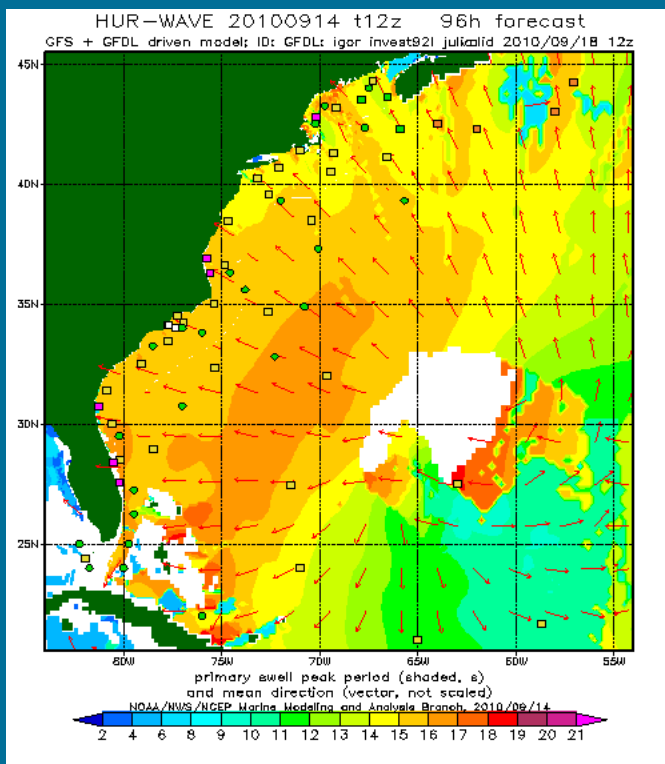 HUR-WAVE 20100914 t12z 96h forecast
GFS + GFDL driven model; ID: GFDL: igor invest92l julialid 2010/09/18 12z
45N
40N
35N
30N
25N
80W 75W 70W 65W 60W 55W
primary swell peak period (shaded, s)
and mean direction (vector, not scaled)
NOAA/NWS/NCEP Marine Modeling and Analysis Branch, 2010/09/14
2 4 6 8 9 10 11 12 13 14 15 16 17 18 19 20 21